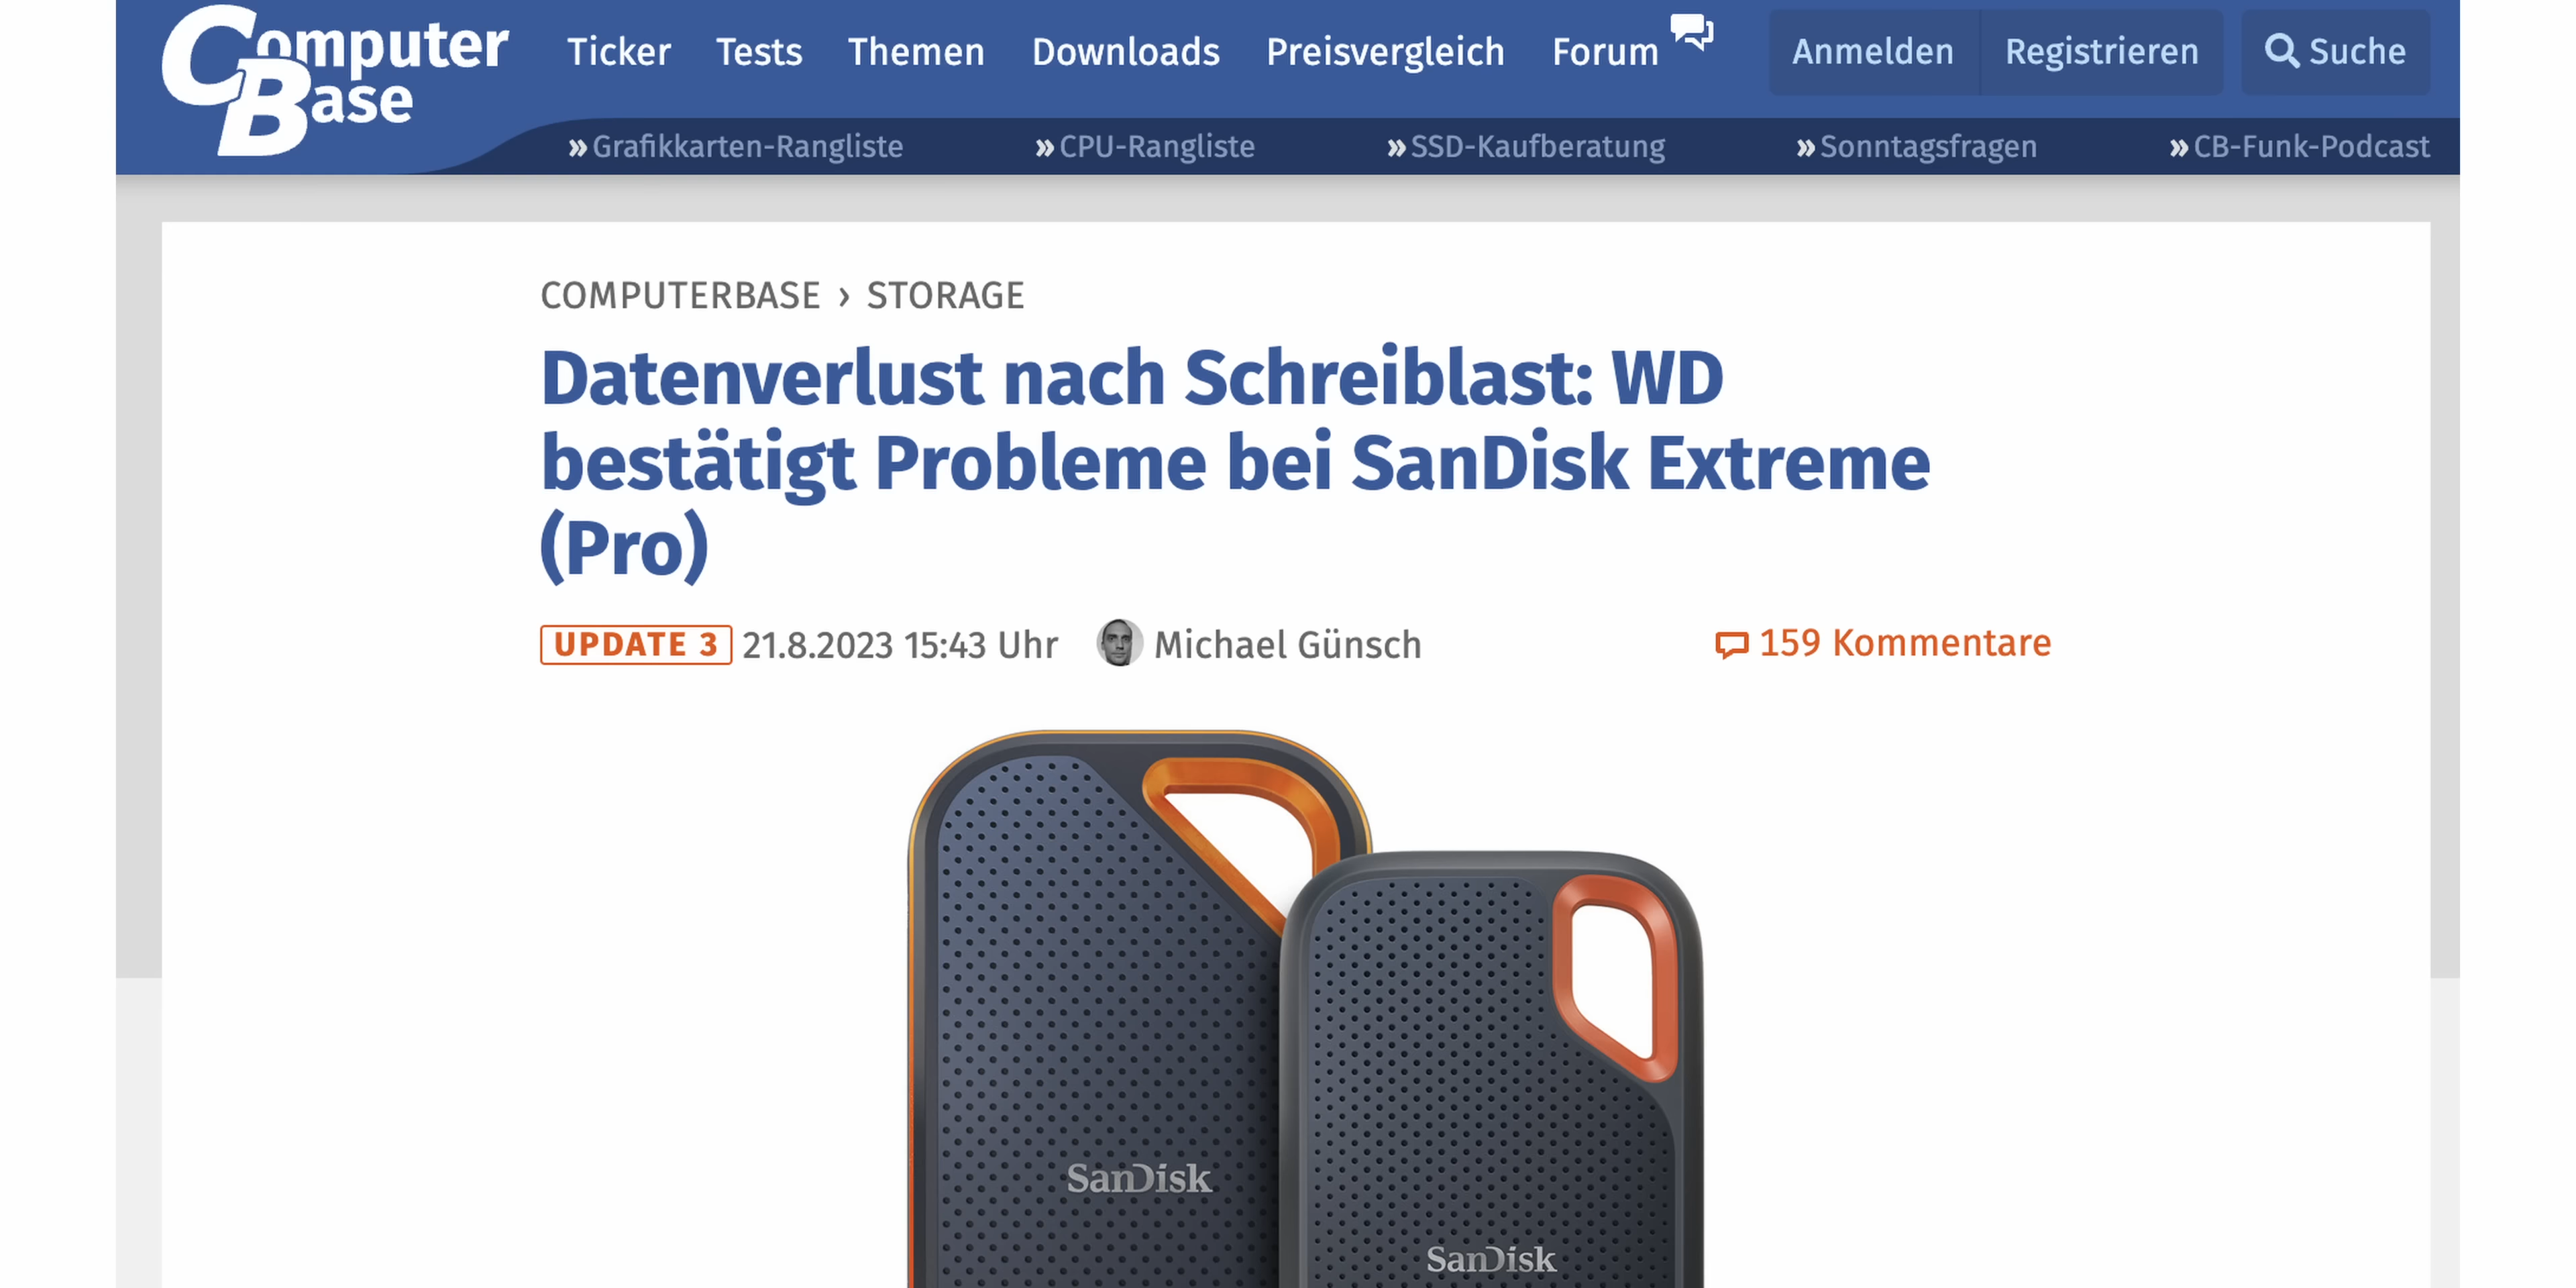 Computer Base
Ticker Tests Themen Downloads Preisvergleich Forum Anmelden Registrieren Suche
» Grafikkarten-Rangliste » CPU-Rangliste » SSD-Kaufberatung » Sonntagsfragen » CB-Funk-Podcast
COMPUTERBASE › STORAGE
Datenverlust nach Schreiblast: WD
bestätigt Probleme bei SanDisk Extreme
(Pro)
UPDATE 3 21.8.2023 15:43 Uhr Michael Günsch 159 Kommentare
SanDisk
SanDisk